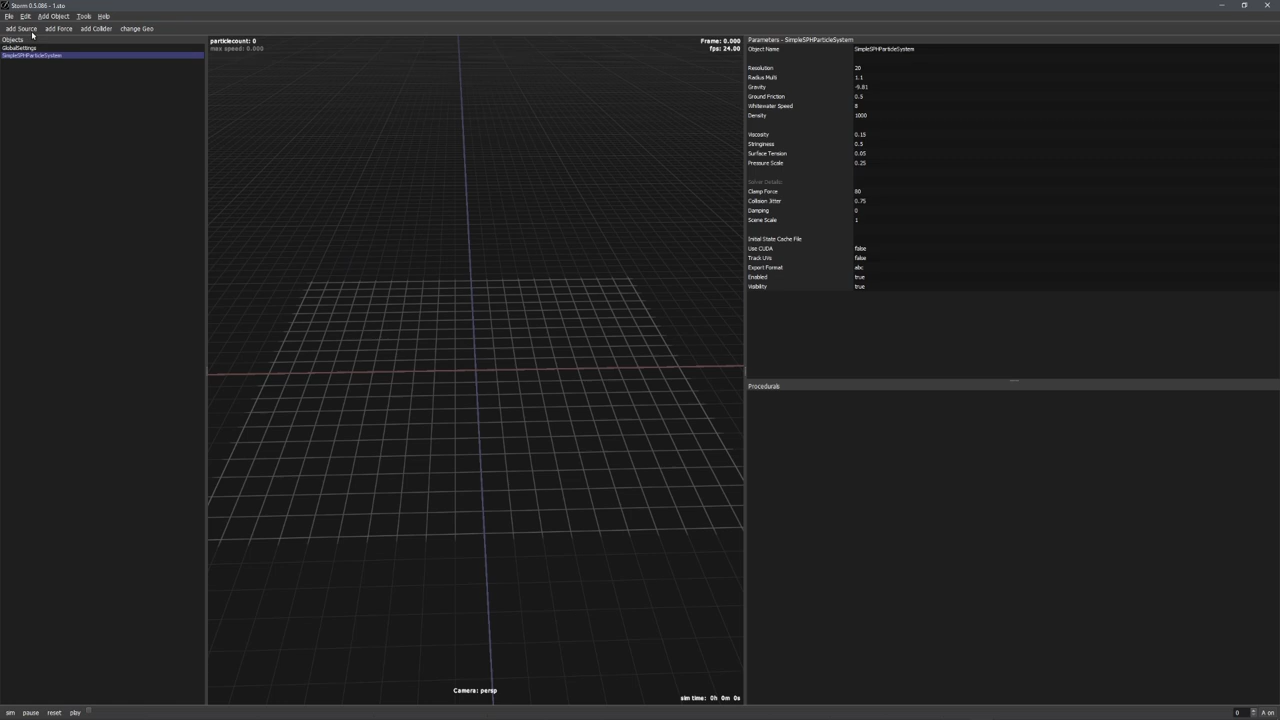 Storm 0.5.086 - 1.sto
File Edit Add Object Tools Help
add Source add Force add Collider change Geo
Objects
GlobalSettings
SimpleSPHParticleSystem
particlecount: 0
max speed: 0.000
Frame: 0.000
fps: 24.00
Camera: persp
sim time: 0h 0m 0s
Parameters - SimpleSPHParticleSystem
Object Name SimpleSPHParticleSystem
Resolution 20
Radius Multi 1.1
Gravity -9.81
Ground Friction 0.5
Whitewater Speed 8
Density 1000
Viscosity 0.15
Stringiness 0.5
Surface Tension 0.05
Pressure Scale 0.25
Solver Details:
Clamp Force 80
Collision Jitter 0.75
Damping 0
Scene Scale 1
Initial State Cache File
Use CUDA false
Track UVs false
Export Format abc
Enabled true
Visibility true
Procedurals
sim pause reset play
0 A on